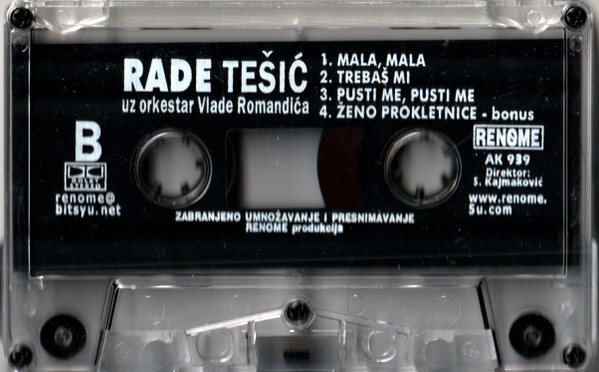 RADE TEŠIĆ
uz orkestar Vlade Romandića
1. MALA, MALA
2. TREBAŠ MI
3. PUSTI ME, PUSTI ME
4. ŽENO PROKLETNICE - bonus
B
DOLBY SYSTEM
renome@
bitsyu.net
RENOME
AK 939
Direktor:
S. Kajmaković
www.renome.
5u.com
ZABRANJENO UMNOŽAVANJE I PRESNIMAVANJE
RENOME produkcija